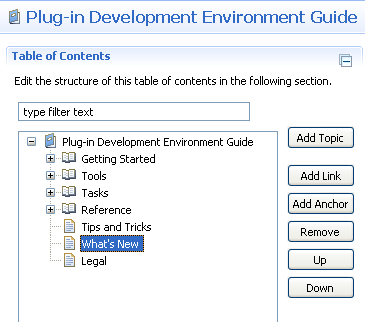 Plug-in Development Environment Guide
Table of Contents
Edit the structure of this table of contents in the following section.
type filter text
Plug-in Development Environment Guide
Getting Started
Tools
Tasks
Reference
Tips and Tricks
What's New
Legal
Add Topic
Add Link
Add Anchor
Remove
Up
Down